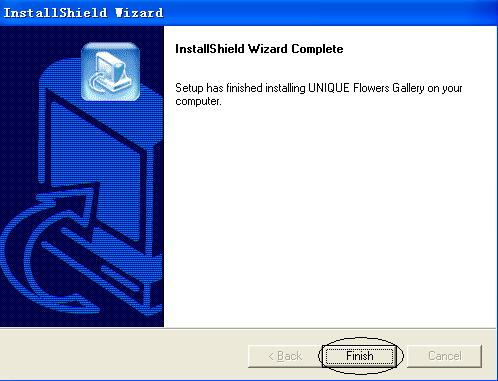 InstallShield Wizard
InstallShield Wizard Complete
Setup has finished installing UNIQUE Flowers Gallery on your
computer.
< Back Finish Cancel